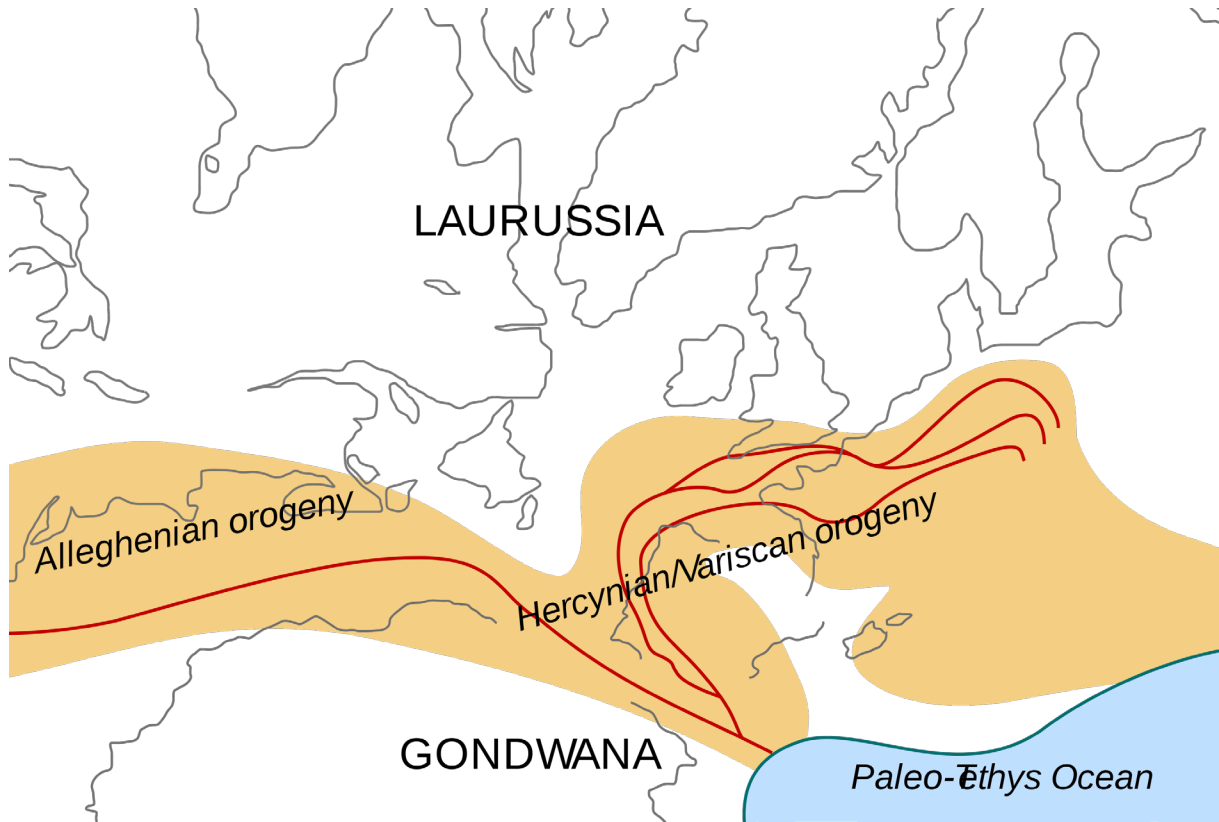 LAURUSSIA
Alleghenian orogeny
Hercynian/Variscan orogeny
GONDWANA
Paleo-Tethys Ocean